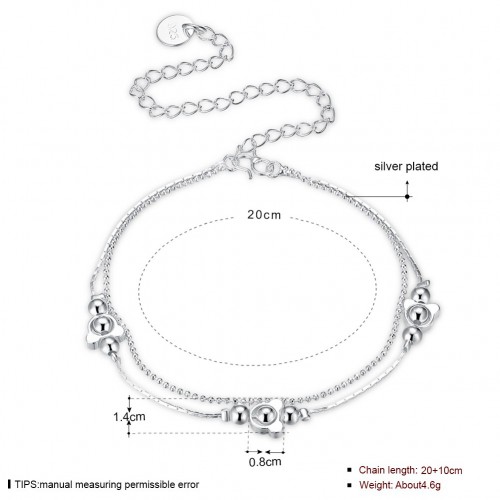 925
silver plated
20cm
1.4cm
0.8cm
Chain length: 20+10cm
TIPS:manual measuring permissible error
Weight: About4.6g